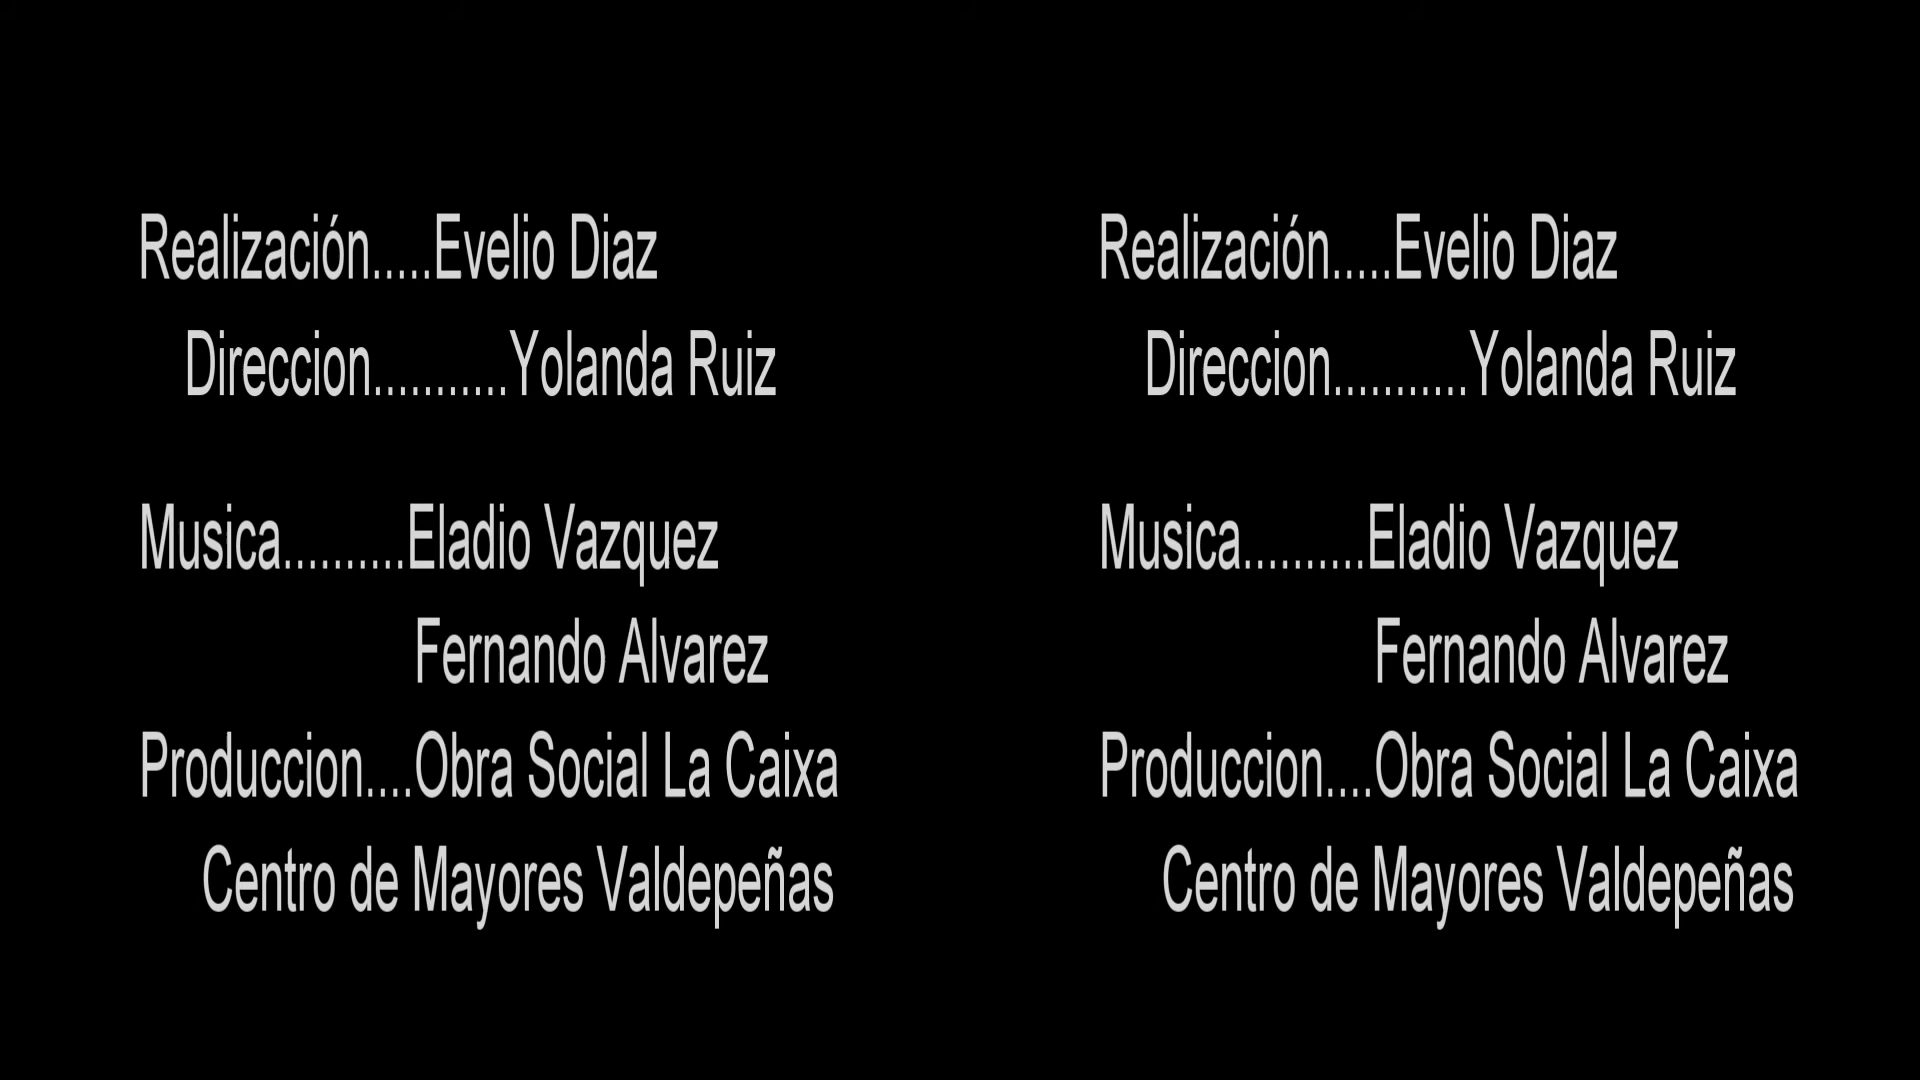 Realización.....Evelio Diaz
Direccion...........Yolanda Ruiz
Musica..........Eladio Vazquez
Fernando Alvarez
Produccion....Obra Social La Caixa
Centro de Mayores Valdepeñas
Realización.....Evelio Diaz
Direccion...........Yolanda Ruiz
Musica..........Eladio Vazquez
Fernando Alvarez
Produccion....Obra Social La Caixa
Centro de Mayores Valdepeñas